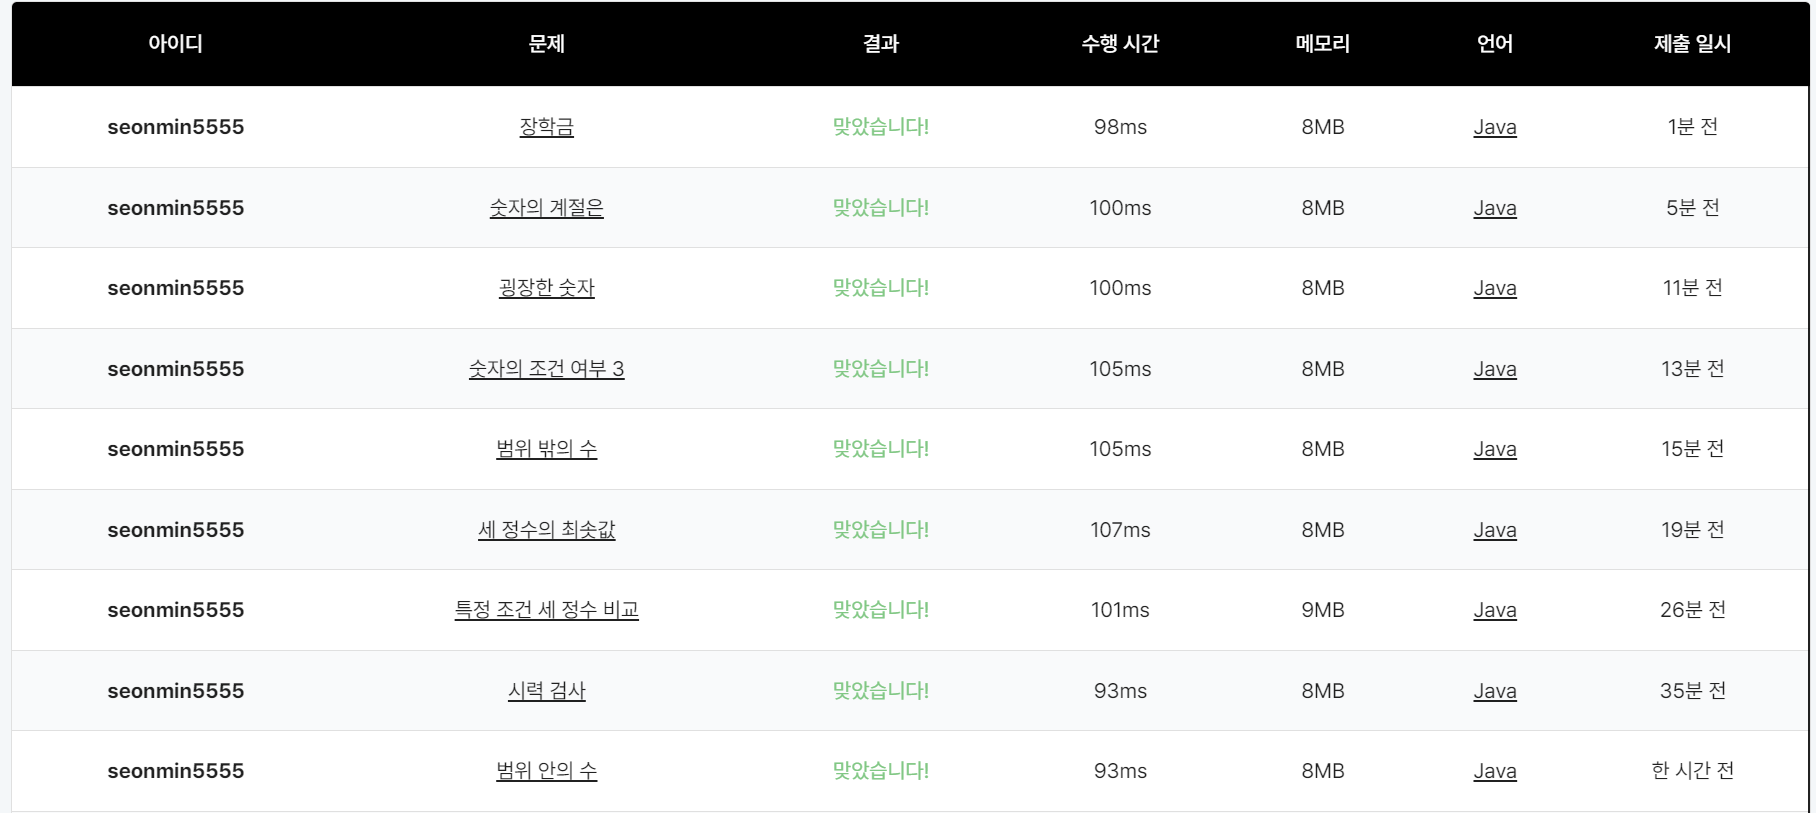 아이디 문제 결과 수행 시간 메모리 언어 제출 일시
seonmin5555 장학금 맞았습니다! 98ms 8MB Java 1분 전
seonmin5555 숫자의 계절은 맞았습니다! 100ms 8MB Java 5분 전
seonmin5555 굉장한 숫자 맞았습니다! 100ms 8MB Java 11분 전
seonmin5555 숫자의 조건 여부 3 맞았습니다! 105ms 8MB Java 13분 전
seonmin5555 범위 밖의 수 맞았습니다! 105ms 8MB Java 15분 전
seonmin5555 세 정수의 최솟값 맞았습니다! 107ms 8MB Java 19분 전
seonmin5555 특정 조건 세 정수 비교 맞았습니다! 101ms 9MB Java 26분 전
seonmin5555 시력 검사 맞았습니다! 93ms 8MB Java 35분 전
seonmin5555 범위 안의 수 맞았습니다! 93ms 8MB Java 한 시간 전